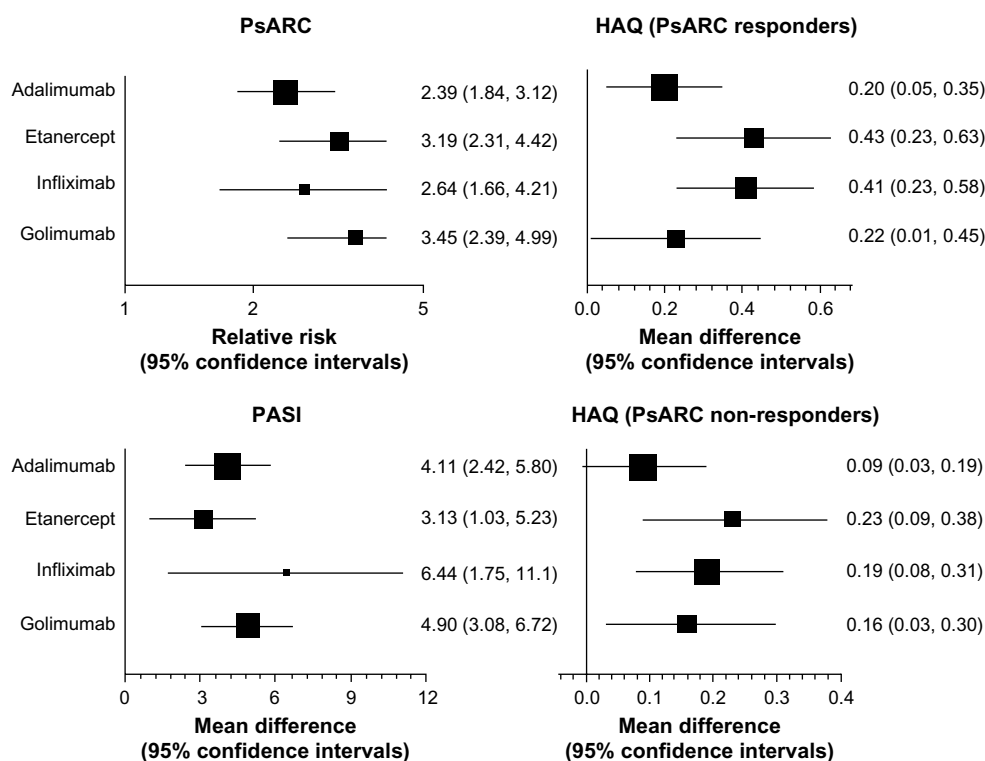 PsARC
Adalimumab 2.39 (1.84, 3.12)
Etanercept 3.19 (2.31, 4.42)
Infliximab 2.64 (1.66, 4.21)
Golimumab 3.45 (2.39, 4.99)
1 2 5
Relative risk
(95% confidence intervals)
HAQ (PsARC responders)
0.20 (0.05, 0.35)
0.43 (0.23, 0.63)
0.41 (0.23, 0.58)
0.22 (0.01, 0.45)
0.0 0.2 0.4 0.6
Mean difference
(95% confidence intervals)
PASI
Adalimumab 4.11 (2.42, 5.80)
Etanercept 3.13 (1.03, 5.23)
Infliximab 6.44 (1.75, 11.1)
Golimumab 4.90 (3.08, 6.72)
0 3 6 9 12
Mean difference
(95% confidence intervals)
HAQ (PsARC non-responders)
0.09 (0.03, 0.19)
0.23 (0.09, 0.38)
0.19 (0.08, 0.31)
0.16 (0.03, 0.30)
0.0 0.1 0.2 0.3 0.4
Mean difference
(95% confidence intervals)